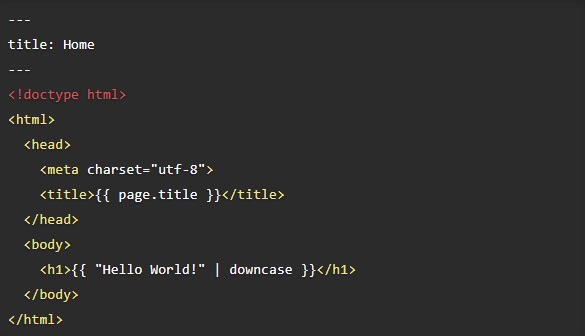 ---
title: Home
---
<!doctype html>
<html>
  <head>
    <meta charset="utf-8">
    <title>{{ page.title }}</title>
  </head>
  <body>
    <h1>{{ "Hello World!" | downcase }}</h1>
  </body>
</html>